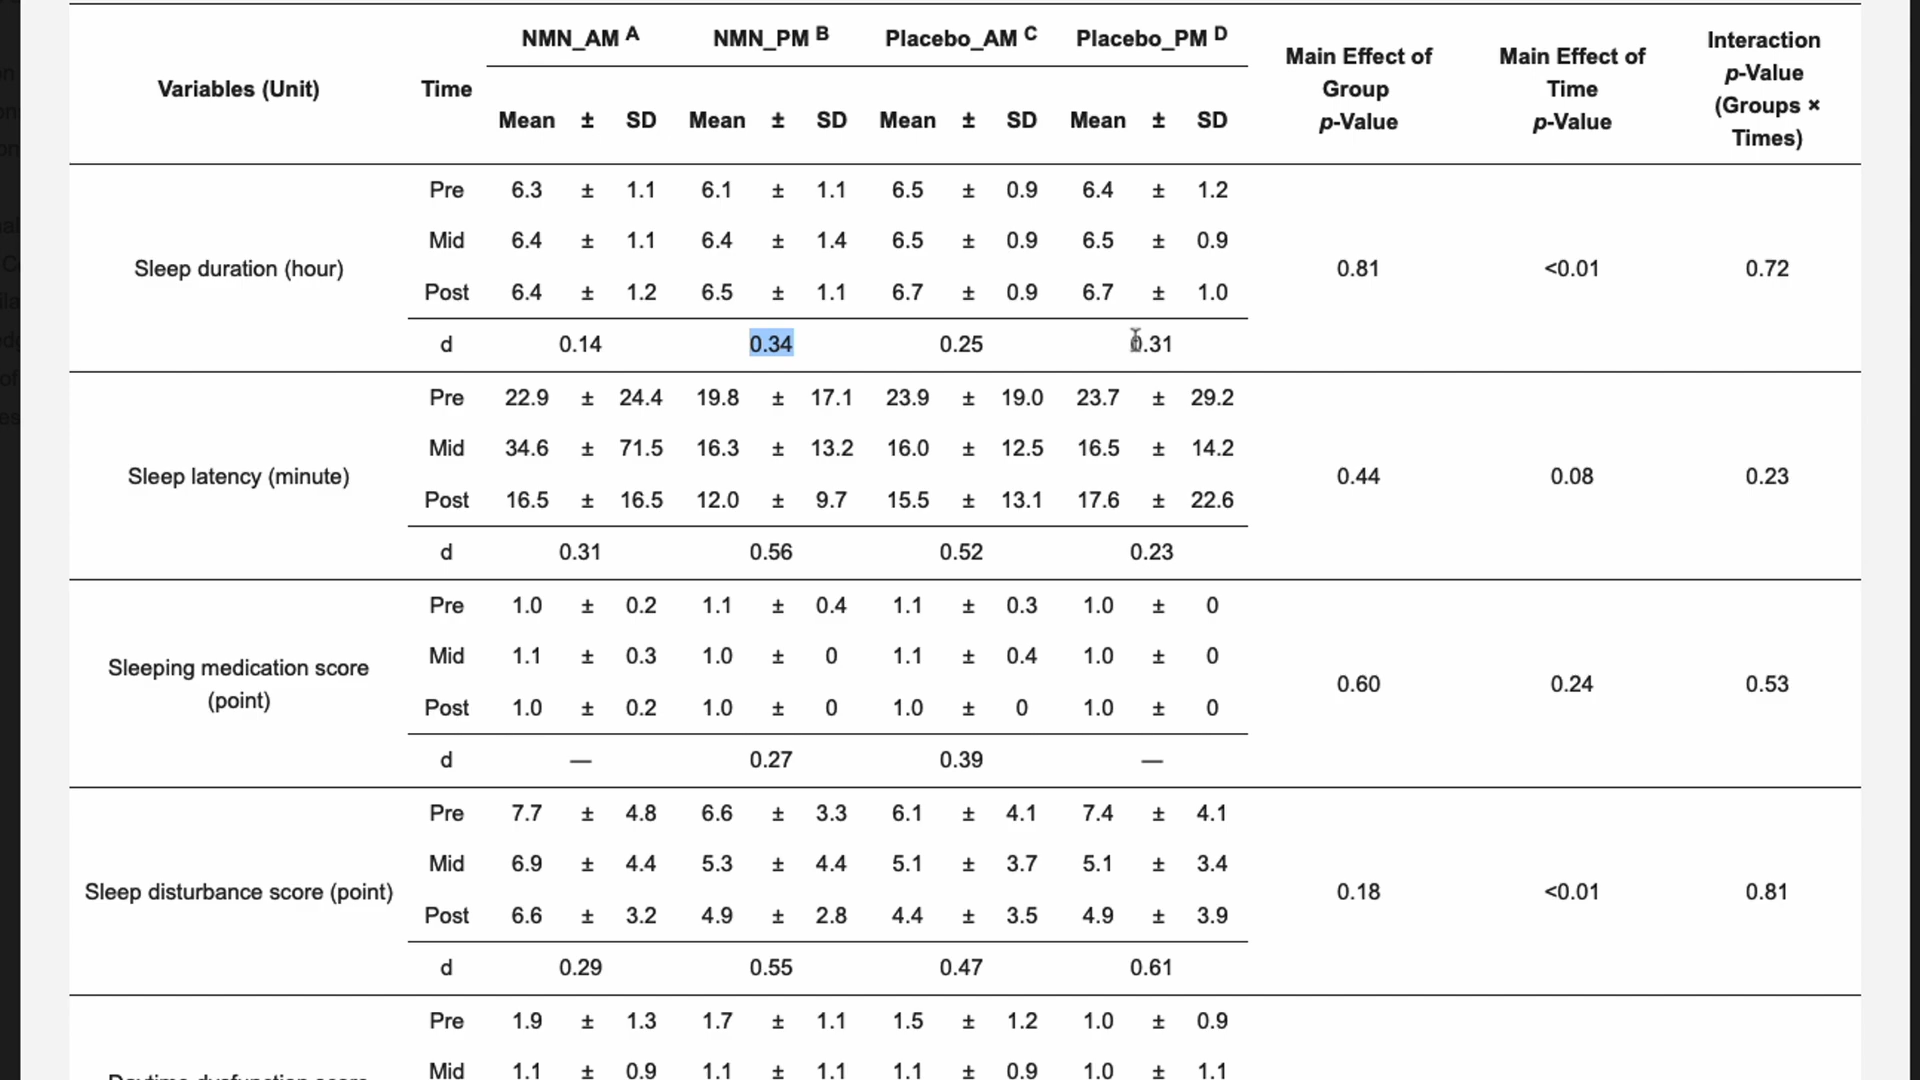 NMN_AM A NMN_PM B Placebo_AM C Placebo_PM D
Variables (Unit) Time Main Effect of Group p-Value Main Effect of Time p-Value Interaction p-Value (Groups × Times)
Mean ± SD Mean ± SD Mean ± SD Mean ± SD
Sleep duration (hour)
Pre 6.3 ± 1.1 6.1 ± 1.1 6.5 ± 0.9 6.4 ± 1.2
Mid 6.4 ± 1.1 6.4 ± 1.4 6.5 ± 0.9 6.5 ± 0.9
Post 6.4 ± 1.2 6.5 ± 1.1 6.7 ± 0.9 6.7 ± 1.0
d 0.14 0.34 0.25 0.31
0.81 <0.01 0.72
Sleep latency (minute)
Pre 22.9 ± 24.4 19.8 ± 17.1 23.9 ± 19.0 23.7 ± 29.2
Mid 34.6 ± 71.5 16.3 ± 13.2 16.0 ± 12.5 16.5 ± 14.2
Post 16.5 ± 16.5 12.0 ± 9.7 15.5 ± 13.1 17.6 ± 22.6
d 0.31 0.56 0.52 0.23
0.44 0.08 0.23
Sleeping medication score
(point)
Pre 1.0 ± 0.2 1.1 ± 0.4 1.1 ± 0.3 1.0 ± 0
Mid 1.1 ± 0.3 1.0 ± 0 1.1 ± 0.4 1.0 ± 0
Post 1.0 ± 0.2 1.0 ± 0 1.0 ± 0 1.0 ± 0
d — 0.27 0.39 —
0.60 0.24 0.53
Sleep disturbance score (point)
Pre 7.7 ± 4.8 6.6 ± 3.3 6.1 ± 4.1 7.4 ± 4.1
Mid 6.9 ± 4.4 5.3 ± 4.4 5.1 ± 3.7 5.1 ± 3.4
Post 6.6 ± 3.2 4.9 ± 2.8 4.4 ± 3.5 4.9 ± 3.9
d 0.29 0.55 0.47 0.61
0.18 <0.01 0.81
Pre 1.9 ± 1.3 1.7 ± 1.1 1.5 ± 1.2 1.0 ± 0.9
Mid 1.1 ± 0.9 1.1 ± 1.1 1.1 ± 0.9 1.0 ± 1.1